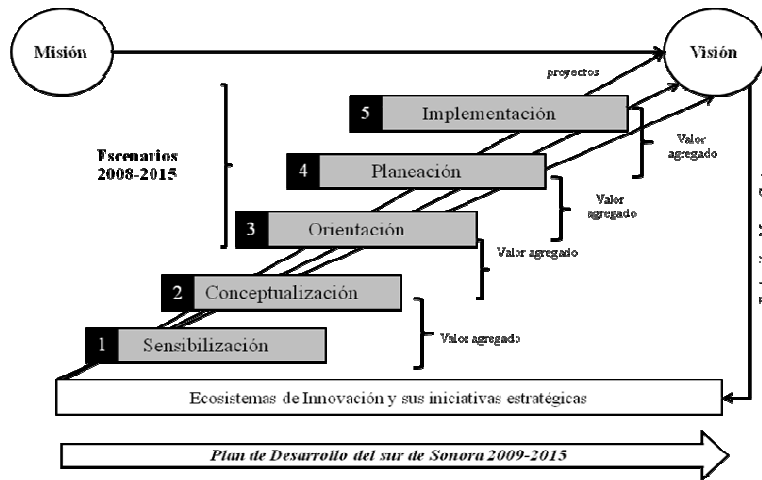 Misión
Visión
proyectos
5 Implementación
Valor
agregado
Escenarios
2008-2015
4 Planeación
Valor
agregado
3 Orientación
Valor agregado
2 Conceptualización
Valor agregado
1 Sensibilización
Ecosistemas de Innovación y sus iniciativas estratégicas
Plan de Desarrollo del sur de Sonora 2009-2015